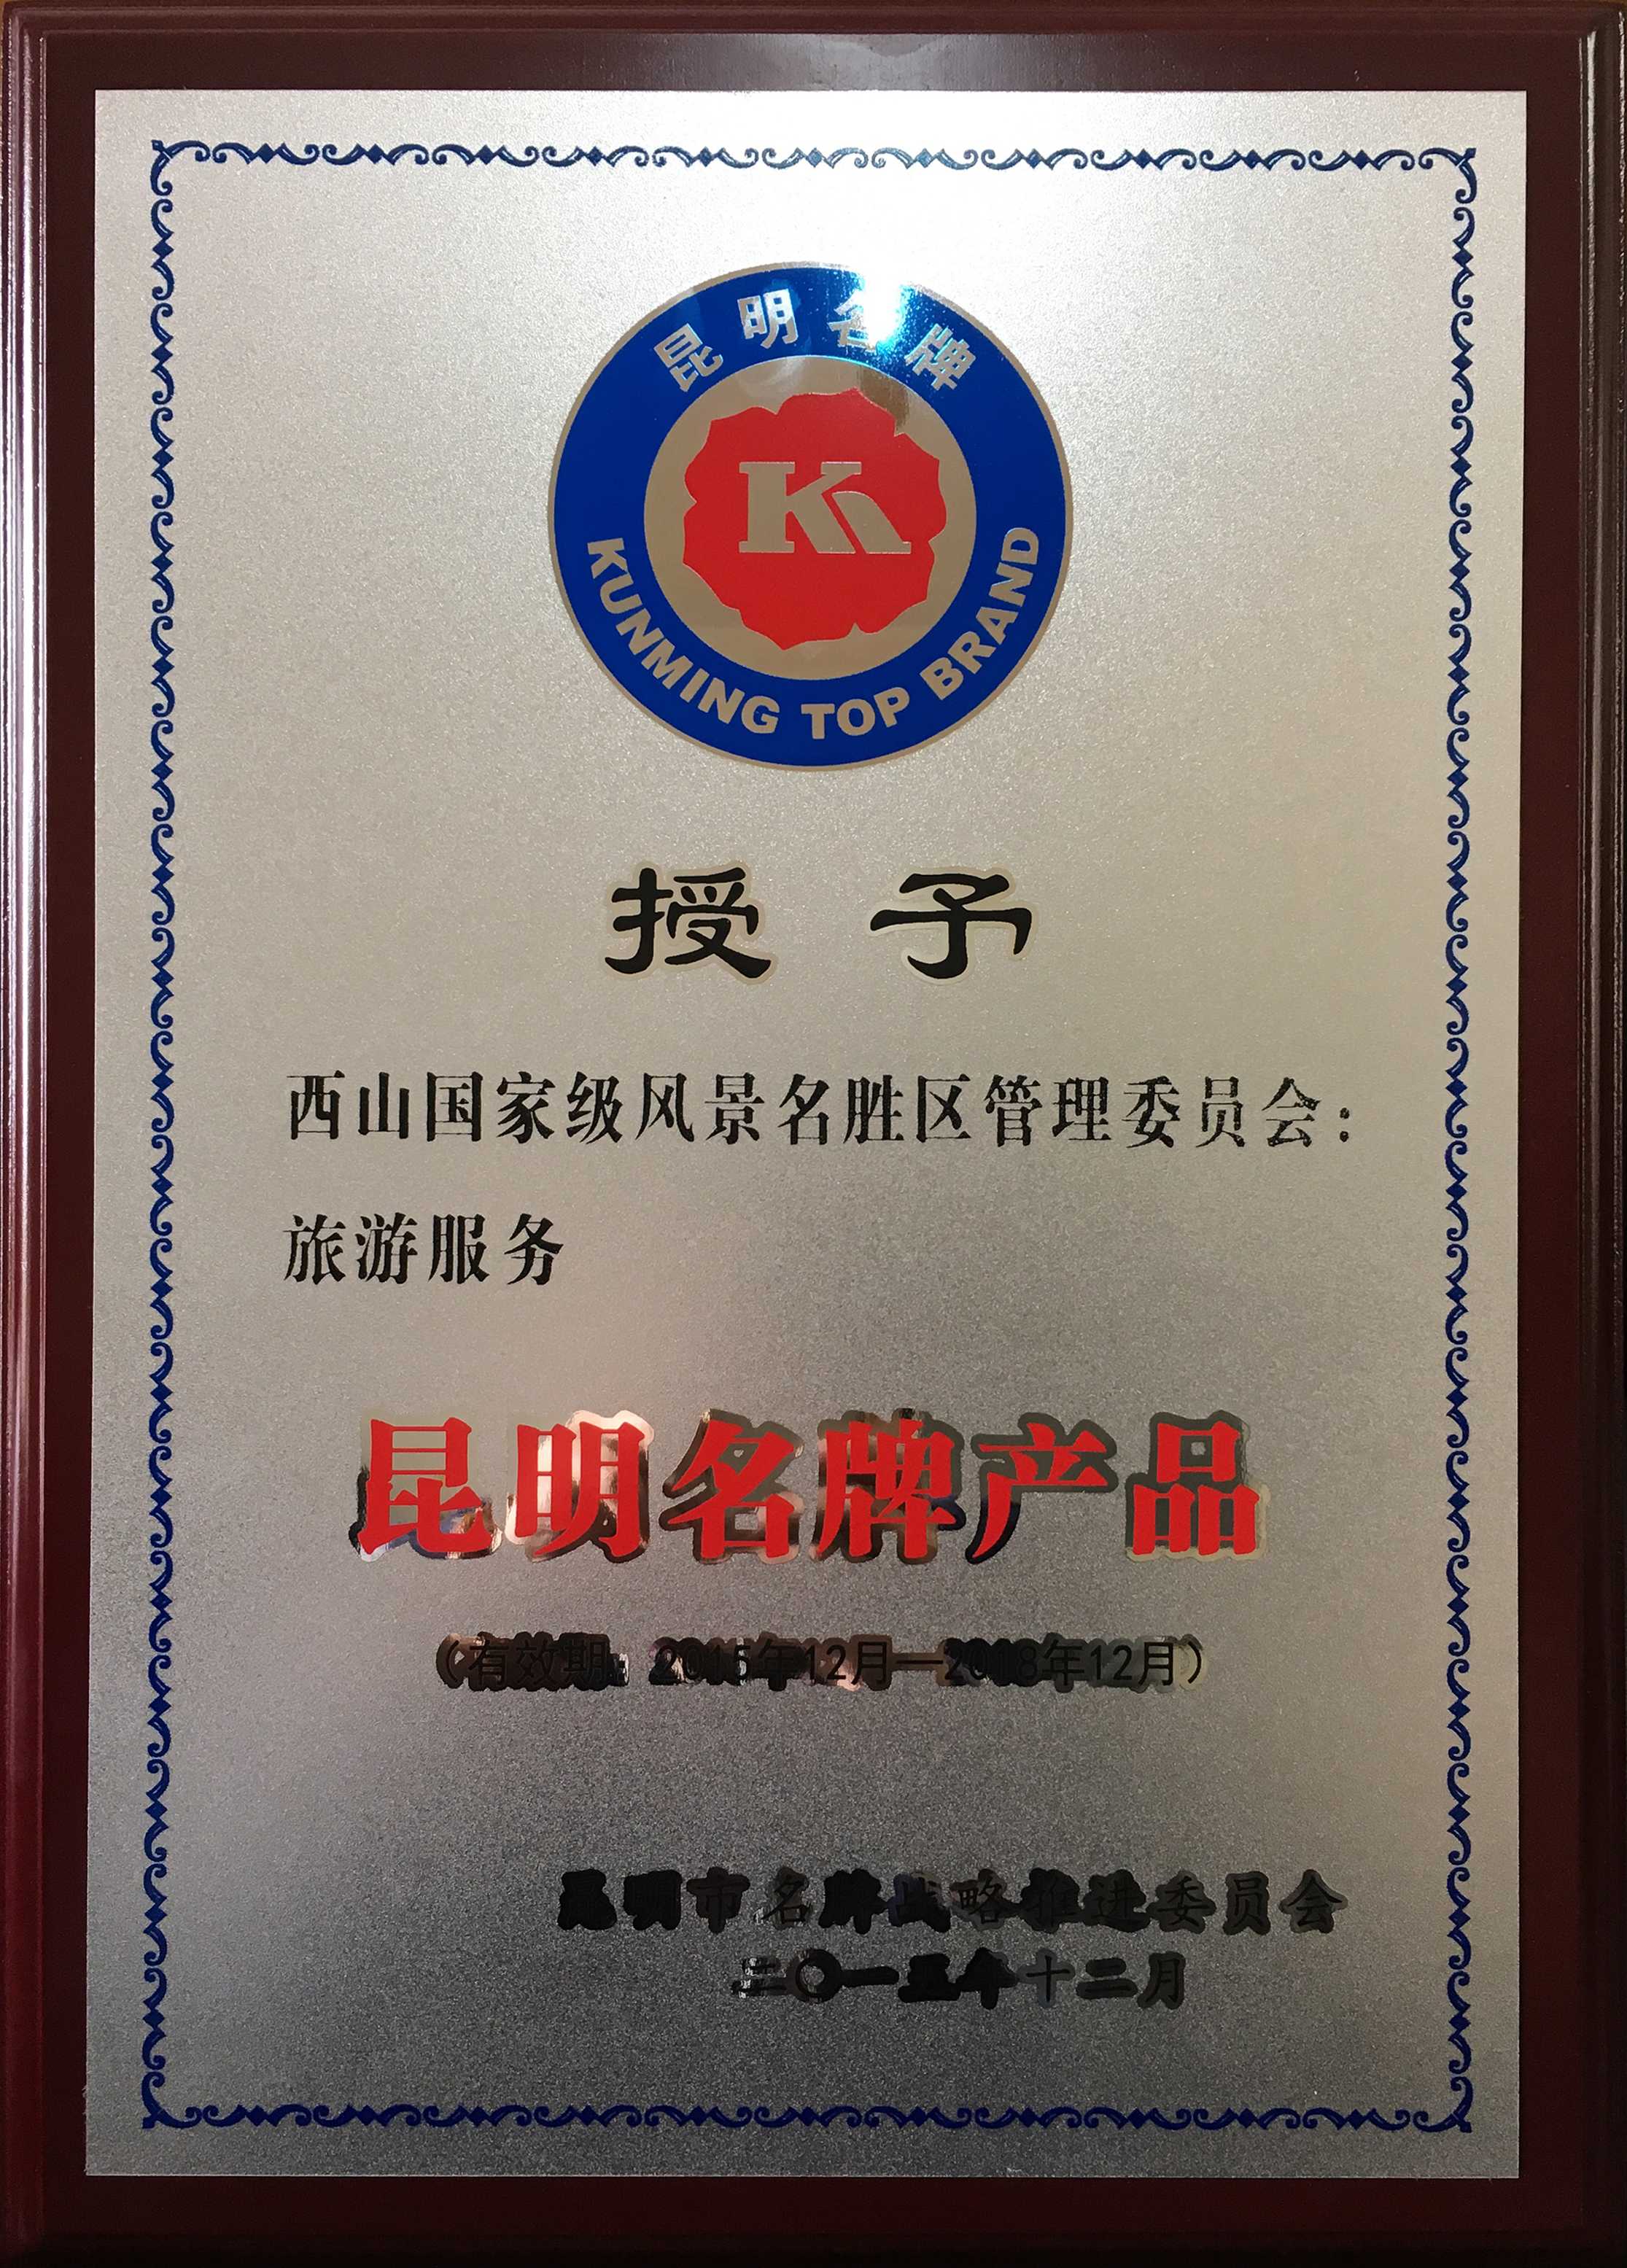 昆明名牌
K
KUNMING TOP BRAND
授予
西山国家级风景名胜区管理委员会:
旅游服务
昆明名牌产品
(有效期: 2015年12月—2018年12月)
昆明市名牌战略推进委员会
二〇一五年十二月